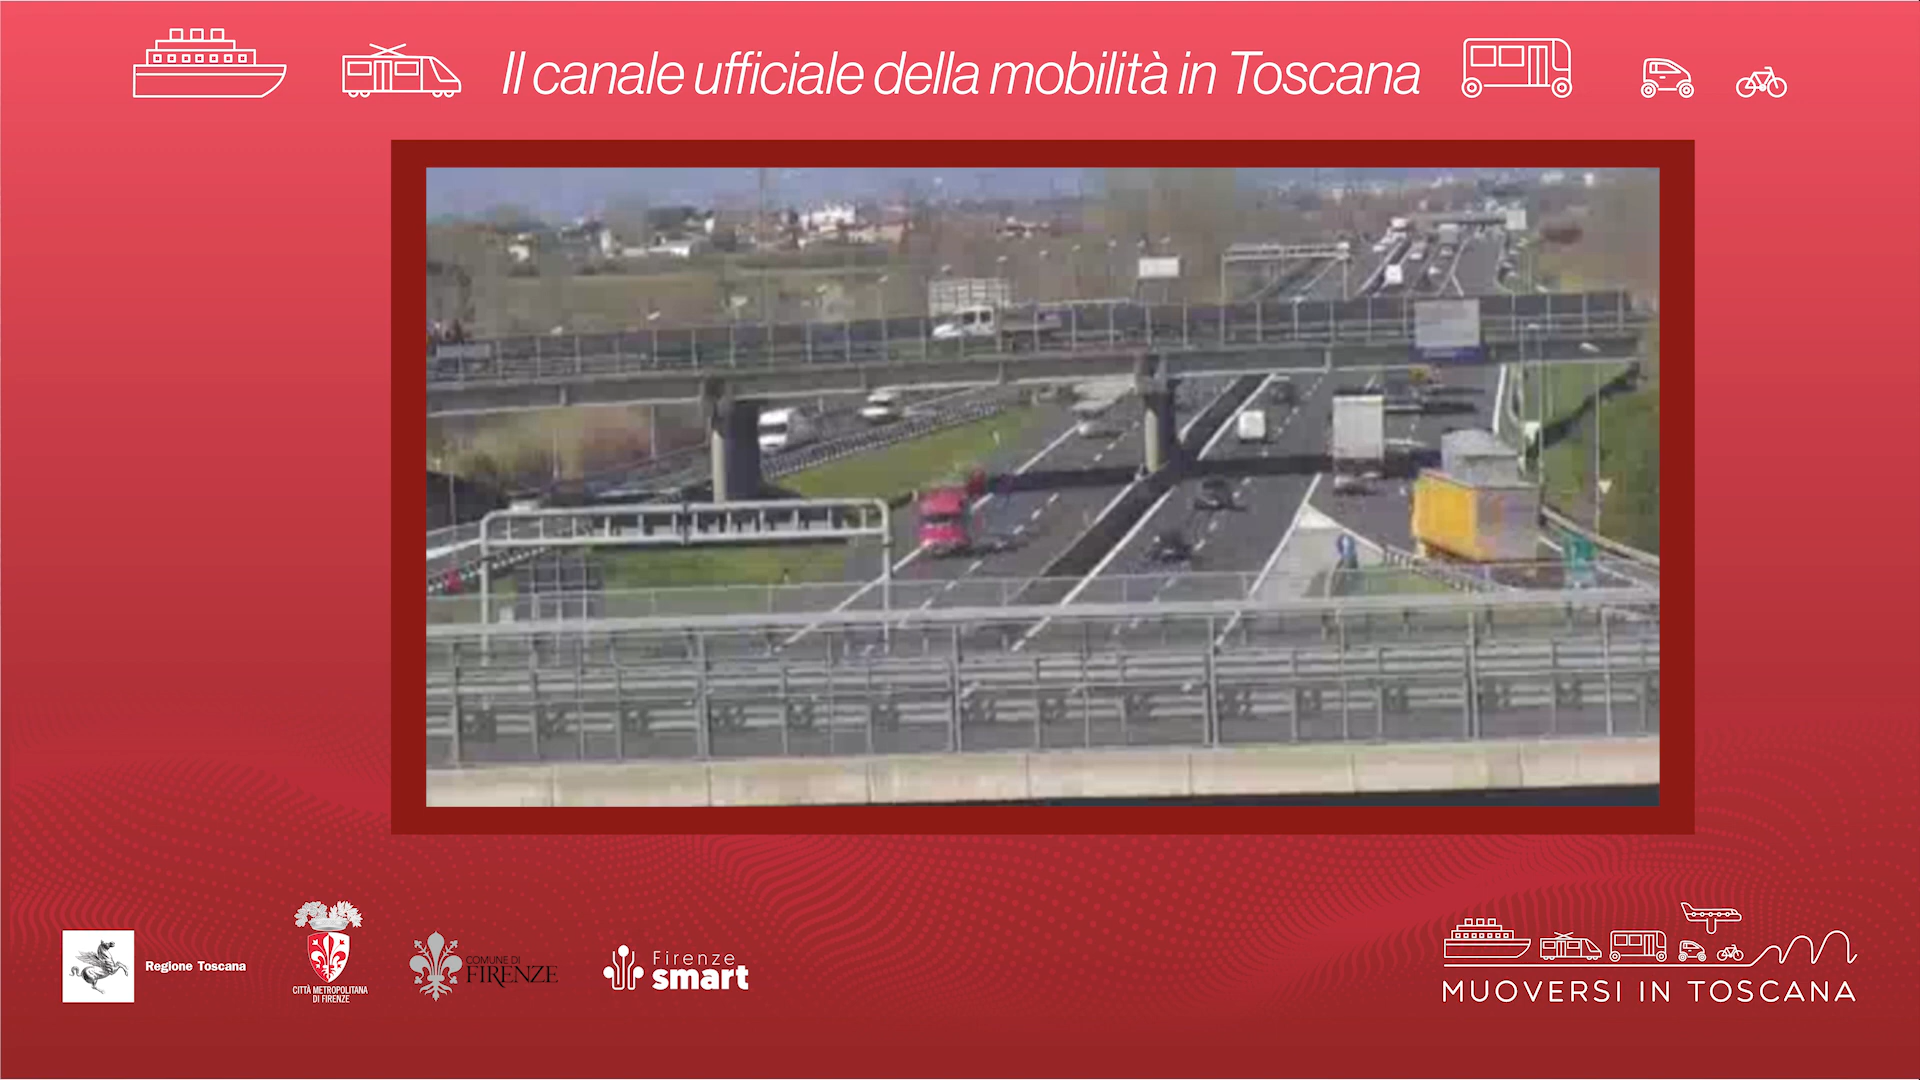 Il canale ufficiale della mobilità in Toscana
Regione Toscana
CITTÀ METROPOLITANA
DI FIRENZE
COMUNE DI
FIRENZE
Firenze
smart
MUOVERSI IN TOSCANA